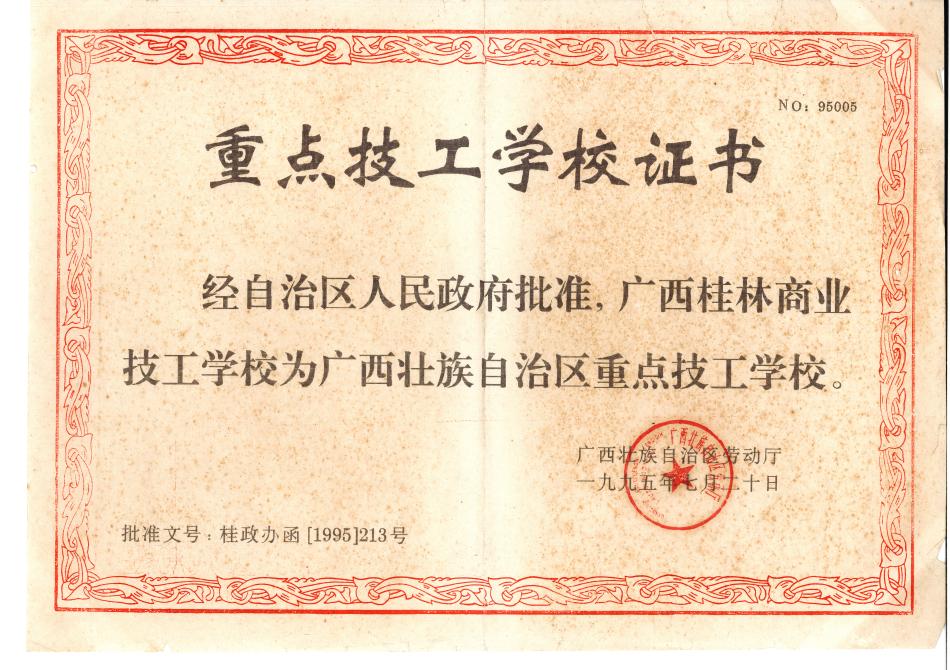 NO: 95005
重点技工学校证书
经自治区人民政府批准,广西桂林商业
技工学校为广西壮族自治区重点技工学校。
广西壮族自治区劳动厅
一九九五年七月二十日
批准文号:桂政办函[1995]213号